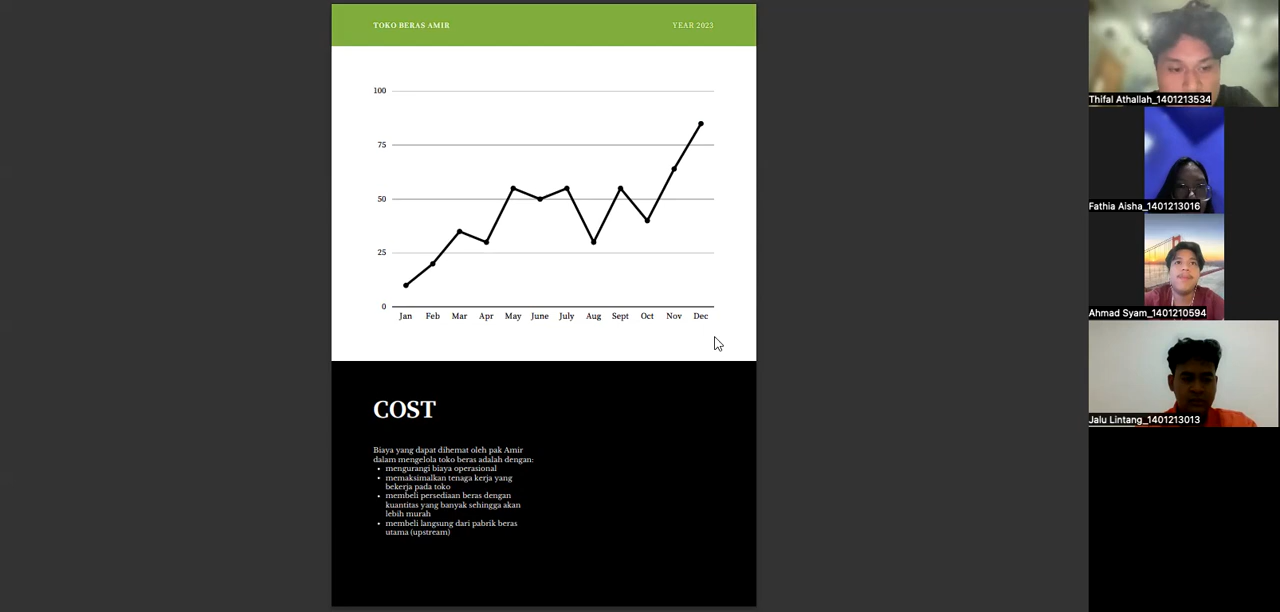 TOKO BERAS AMIR
YEAR 2023
100
75
50
25
0
Jan Feb Mar Apr May June July Aug Sept Oct Nov Dec
COST
Biaya yang dapat dihemat oleh pak Amir
dalam mengelola toko beras adalah dengan:
• mengurangi biaya operasional
• memaksimalkan tenaga kerja yang
bekerja pada toko
• membeli persediaan beras dengan
kuantitas yang banyak sehingga akan
lebih murah
• membeli langsung dari pabrik beras
utama (upstream)
Thifal Athallah_1401213534
Fathia Aisha_1401213016
Ahmad Syam_1401210594
Jalu Lintang_1401213013